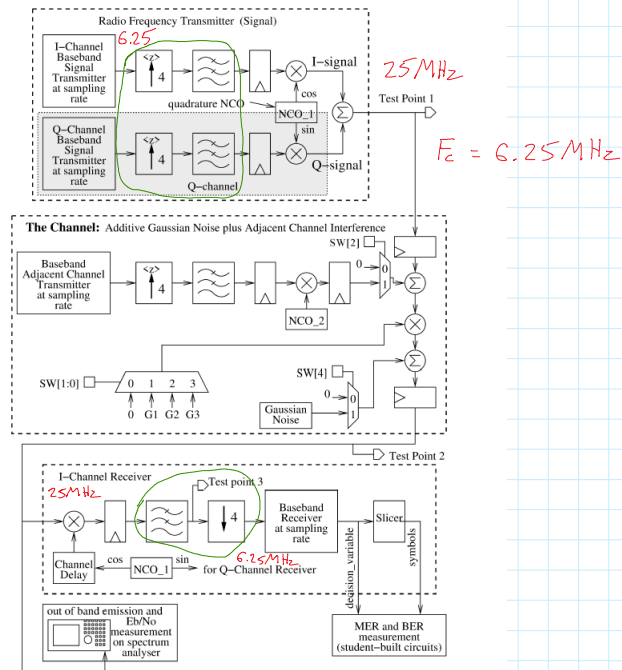 Radio Frequency Transmitter (Signal)
6.25
I−Channel
Baseband
Signal
Transmitter
at sampling
rate
<z>
4
I−signal
25MHz
cos
Test Point 1
quadrature NCO
NCO_1
Σ
sin
Fc = 6.25MHz
Q−Channel
Baseband
Signal
Transmitter
at sampling
rate
<z>
4
Q−signal
Q−channel
The Channel: Additive Gaussian Noise plus Adjacent Channel Interference
SW[2]
Baseband
Adjacent Channel
Transmitter
at sampling
rate
<z>
4
0
0
1
Σ
NCO_2
SW[1:0]
0 1 2 3
0 G1 G2 G3
SW[4]
Σ
0
0
1
Gaussian
Noise
Test Point 2
I−Channel Receiver
Test point 3
25MHz
4
Baseband
Receiver
at sampling
rate
Slicer
Channel
Delay
cos
NCO_1
sin
6.25MHz
for Q−Channel Receiver
decision_variable
symbols
out of band emission and
Eb/No
measurement
on spectrum
analyser
MER and BER
measurement
(student−built circuits)